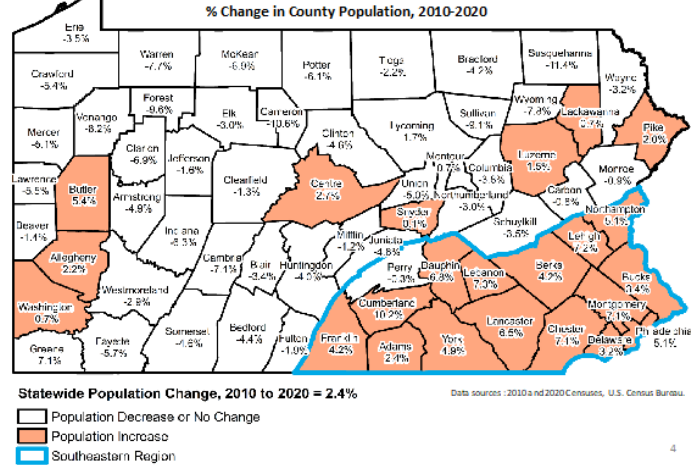 % Change in County Population, 2010-2020
Erie
-3.5%
Warren
-7.7%
McKean
-6.9%
Potter
-6.1%
Tioga
-2.2%
Bradford
-4.2%
Susquehanna
-11.4%
Wayne
-3.2%
Crawford
-5.4%
Forest
-9.6%
Elk
-3.0%
Cameron
-10.6%
Wyoming
-7.8%
Lackawanna
0.7%
Pike
2.0%
Venango
-8.2%
Mercer
Clarion
-6.9%
Jefferson
-1.6%
Clinton
-4.6%
Lycoming
1.7%
Sullivan
-9.1%
Luzerne
1.5%
Monroe
-0.9%
Lawrence
Butler
5.4%
Armstrong
-4.9%
Clearfield
-1.3%
Centre
2.7%
Union
Montour
0.7%
Columbia
Northumberland
-3.0%
Carbon
Snyder
0.1%
Schuylkill
-3.5%
Northampton
5.1%
Beaver
-1.4%
Indiana
Allegheny
2.2%
Cambria
-7.1%
Blair
-3.4%
Huntingdon
Mifflin
-1.2%
Juniata
Lehigh
7.2%
Westmoreland
Perry
Dauphin
6.8%
Lebanon
7.3%
Berks
4.2%
Bucks
3.4%
Washington
0.7%
Cumberland
10.2%
Montgomery
7.1%
Greene
Fayette
-5.7%
Somerset
Bedford
-4.4%
Fulton
-1.9%
Franklin
4.2%
Adams
2.4%
York
4.9%
Lancaster
6.5%
Chester
7.1%
Delaware
3.2%
Philadelphia
5.1%
Statewide Population Change, 2010 to 2020 = 2.4%
Data sources : 2010 and 2020 Censuses, U.S. Census Bureau.
Population Decrease or No Change
Population Increase
Southeastern Region
4